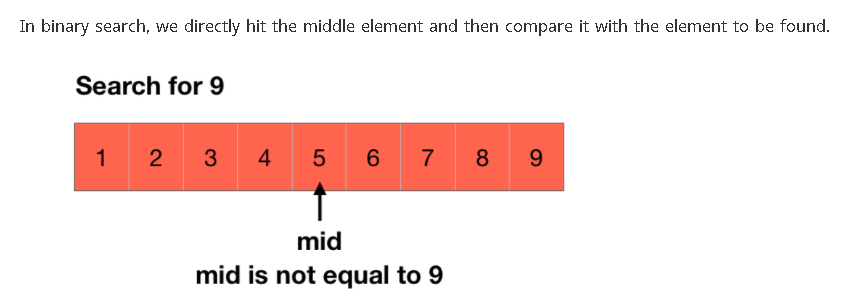 In binary search, we directly hit the middle element and then compare it with the element to be found.
Search for 9
1 2 3 4 5 6 7 8 9
mid
mid is not equal to 9